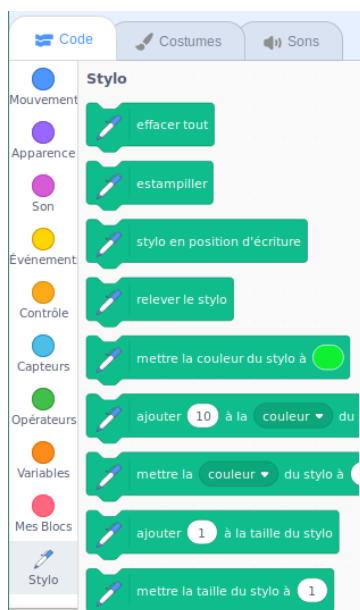 Code
Costumes
Sons
Mouvement
Apparence
Son
Événement
Contrôle
Capteurs
Opérateurs
Variables
Mes Blocs
Stylo
Stylo
effacer tout
estampiller
stylo en position d'écriture
relever le stylo
mettre la couleur du stylo à
ajouter 10 à la couleur du
mettre la couleur du stylo à
ajouter 1 à la taille du stylo
mettre la taille du stylo à 1